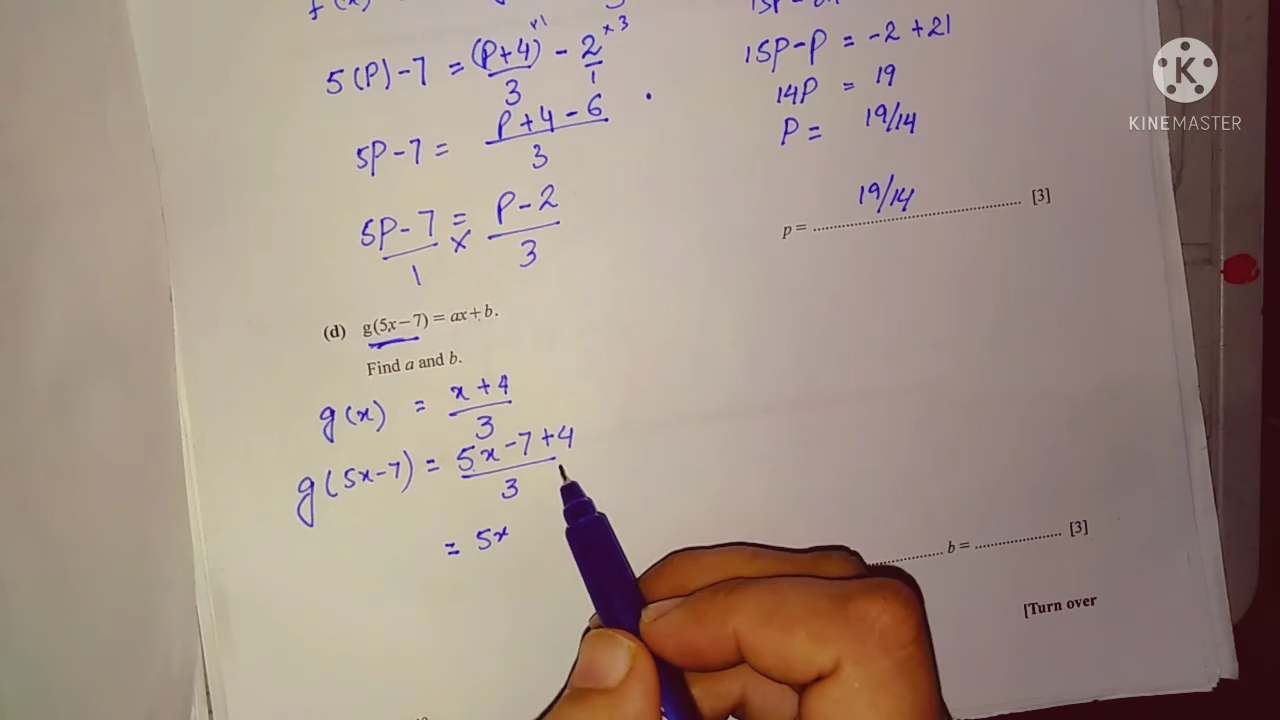 f(x)
5(P)-7 = (P+4)×1/3 - 2×3/1
5P-7 = P+4-6/3
5P-7/1 × = P-2/3
15P-P = -2+21
14P = 19
P = 19/14
p = 19/14 [3]
(d) g(5x-7) = ax+b.
Find a and b.
g(x) = x+4/3
g(5x-7) = 5x-7+4/3
= 5x
b = [3]
[Turn over
K
KINEMASTER